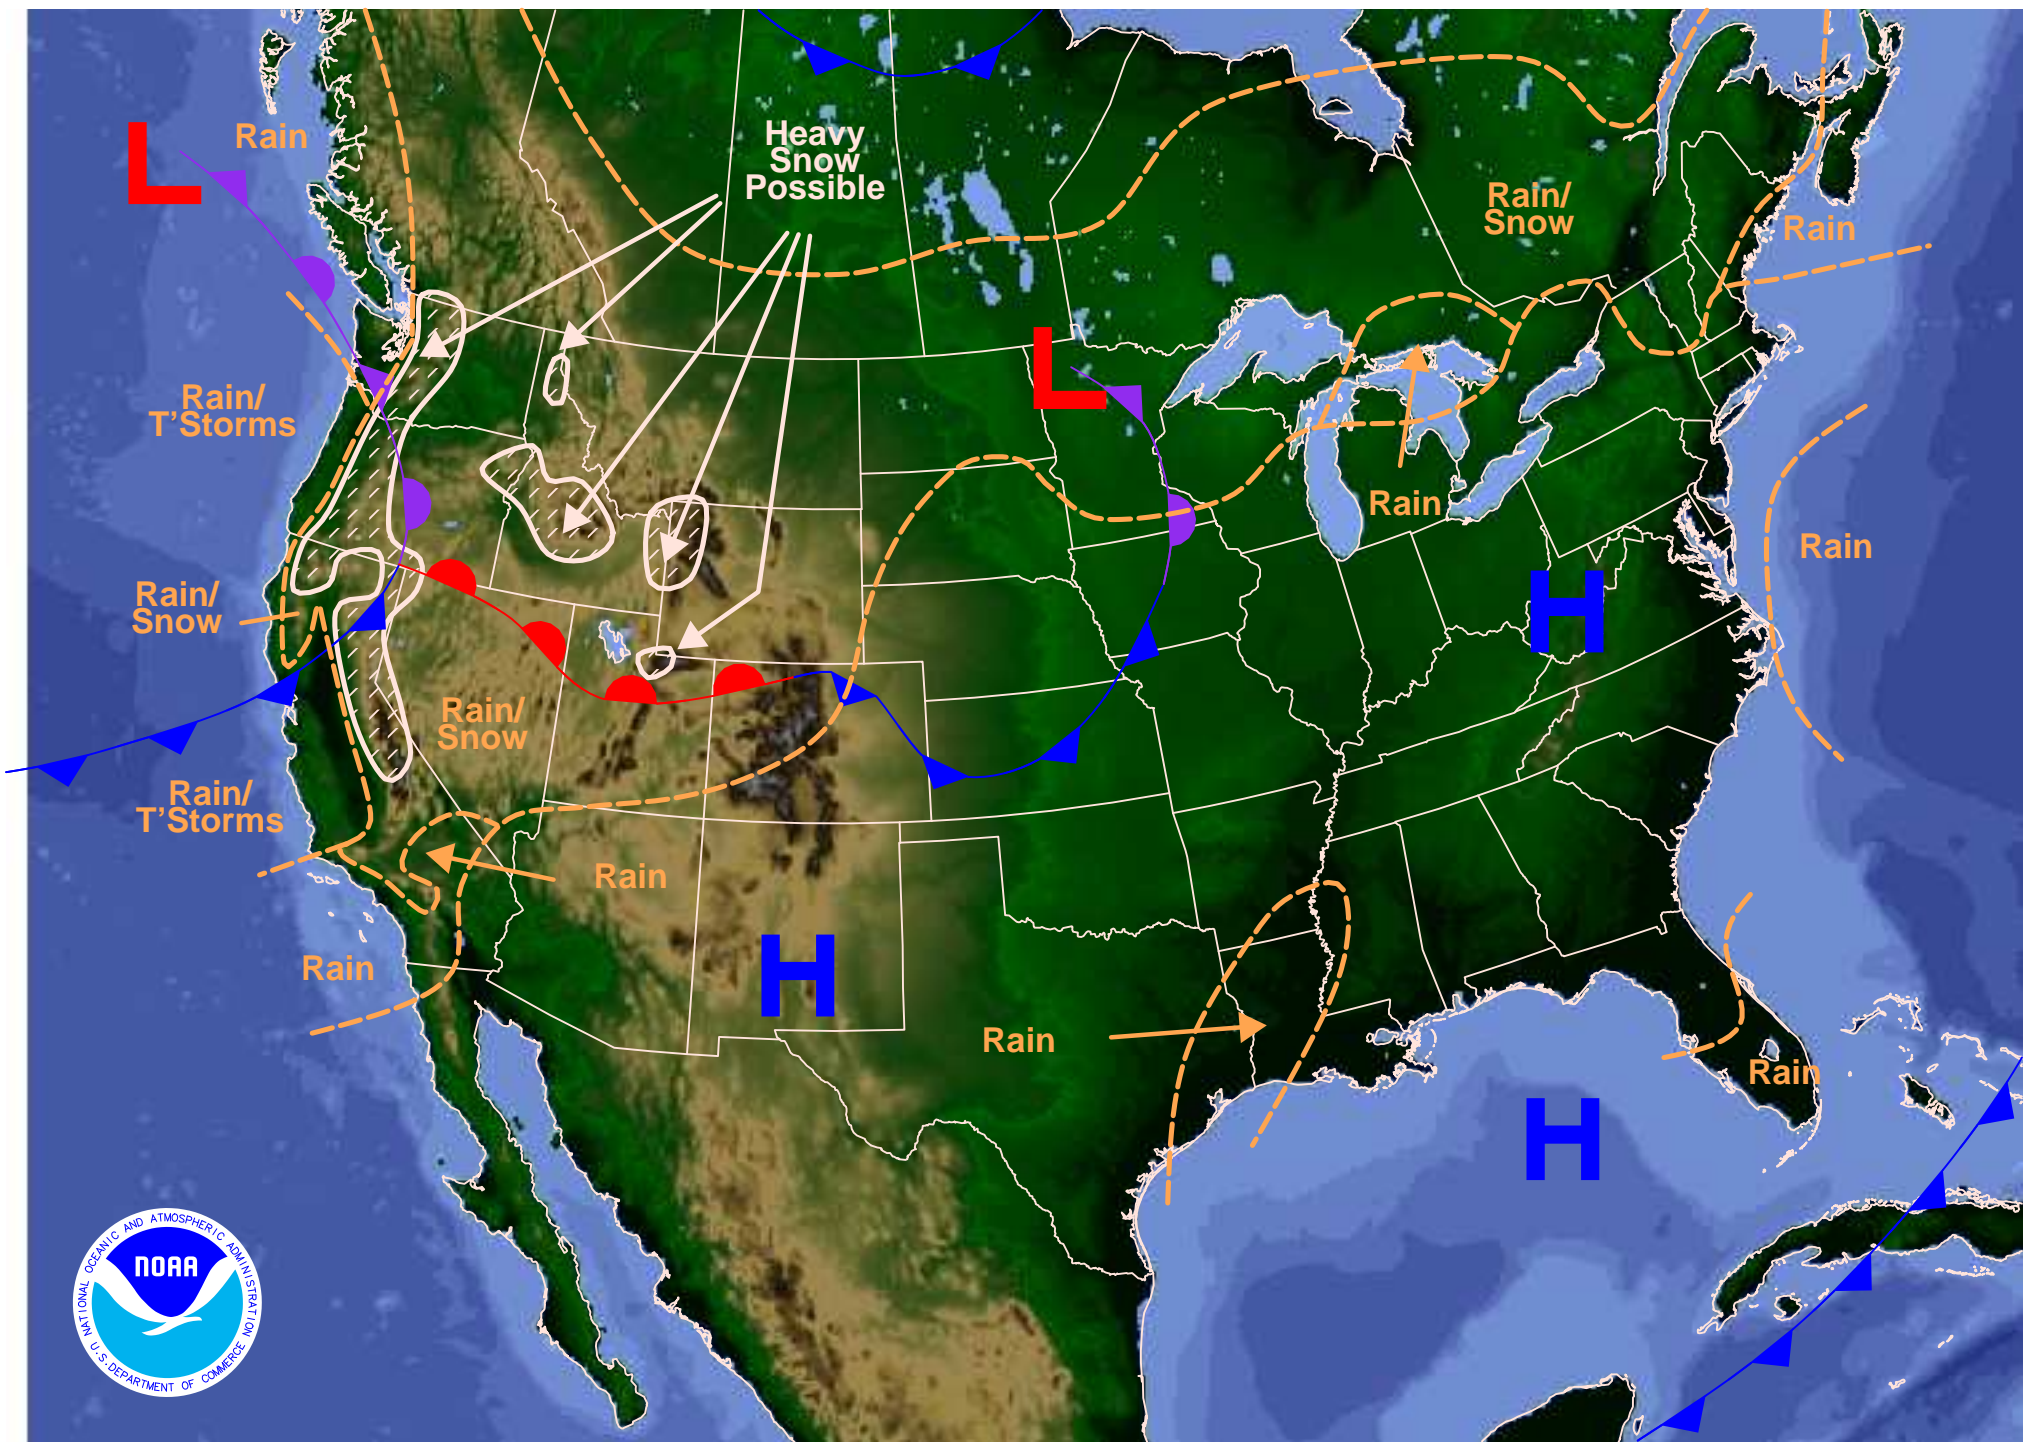 Rain
Heavy
Snow
Possible
L
Rain/
Snow
Rain
L
Rain/
T'Storms
Rain
Rain
Rain/
Snow
H
Rain/
Snow
Rain/
T'Storms
Rain
Rain
H
Rain
Rain
H
NATIONAL OCEANIC AND ATMOSPHERIC ADMINISTRATION
NOAA
U.S. DEPARTMENT OF COMMERCE